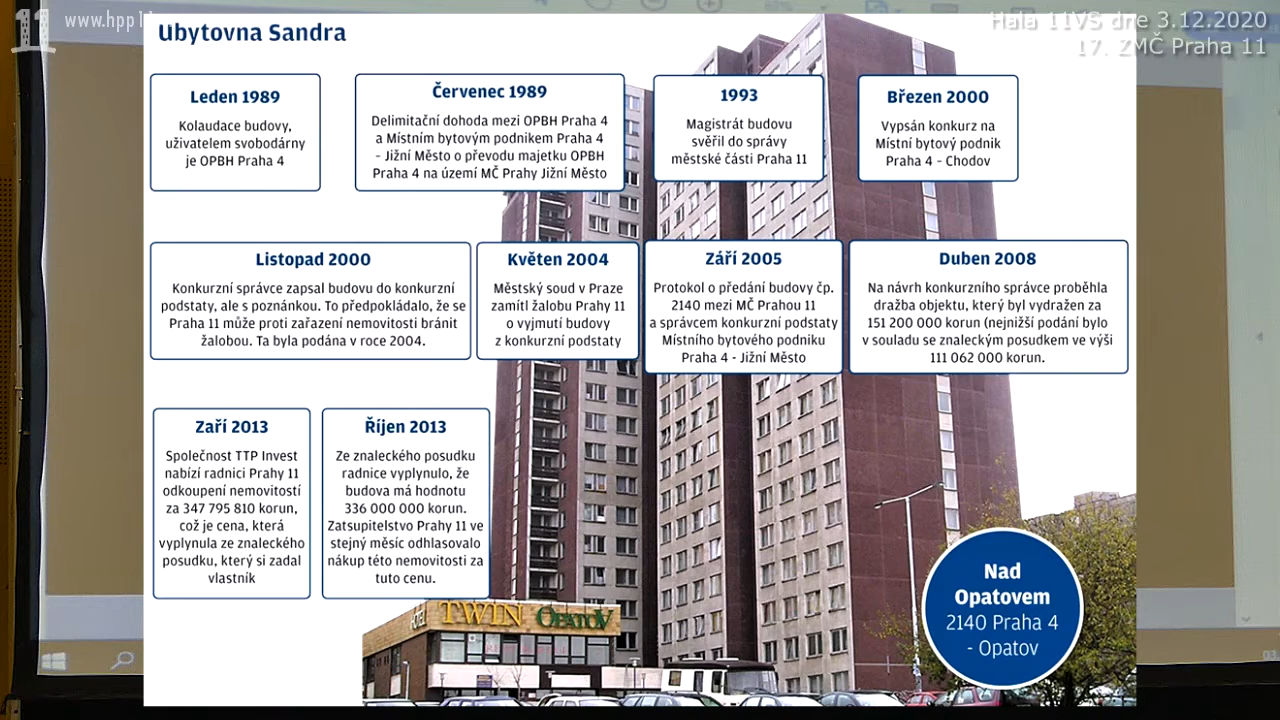 11
www.hpp1
Hala 11VS dne 3.12.2020
17. ZMČ Praha 11
Ubytovna Sandra
Leden 1989
Kolaudace budovy,
uživatelem svobodárny
je OPBH Praha 4
Červenec 1989
Delimitační dohoda mezi OPBH Praha 4
a Místním bytovým podnikem Praha 4
- Jižní Město o převodu majetku OPBH
Praha 4 na území MČ Prahy Jižní Město
1993
Magistrát budovu
svěřil do správy
městské části Praha 11
Březen 2000
Vypsán konkurz na
Místní bytový podnik
Praha 4 - Chodov
Listopad 2000
Konkurzní správce zapsal budovu do konkurzní
podstaty, ale s poznánkou. To předpokládalo, že se
Praha 11 může proti zařazení nemovitosti bránit
žalobou. Ta byla podána v roce 2004.
Květen 2004
Městský soud v Praze
zamítl žalobu Prahy 11
o vyjmutí budovy
z konkurzní podstaty
Září 2005
Protokol o předání budovy čp.
2140 mezi MČ Prahou 11
a správcem konkurzní podstaty
Místního bytového podniku
Praha 4 - Jižní Město
Duben 2008
Na návrh konkurzního správce proběhla
dražba objektu, který byl vydražen za
151 200 000 korun (nejnižší podání bylo
v souladu se znaleckým posudkem ve výši
111 062 000 korun.
Zaří 2013
Společnost TTP Invest
nabízí radnici Prahy 11
odkoupení nemovitostí
za 347 795 810 korun,
což je cena, která
vyplynula ze znaleckého
posudku, který si zadal
vlastník
Říjen 2013
Ze znaleckého posudku
radnice vyplynulo, že
budova má hodnotu
336 000 000 korun.
Zatsupitelstvo Prahy 11 ve
stejný měsíc odhlasovalo
nákup této nemovitosti za
tuto cenu.
Hotel TWIN OPATOV
Nad
Opatovem
2140 Praha 4
- Opatov